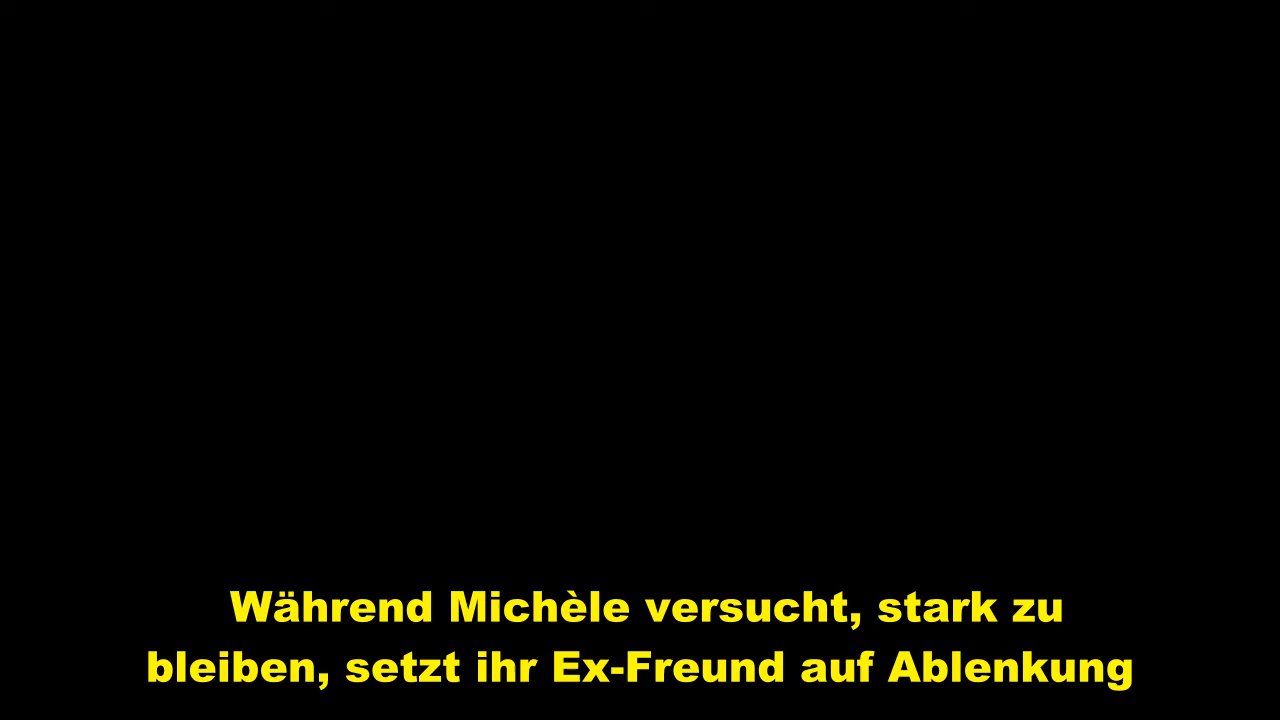 Während Michèle versucht, stark zu
bleiben, setzt ihr Ex-Freund auf Ablenkung